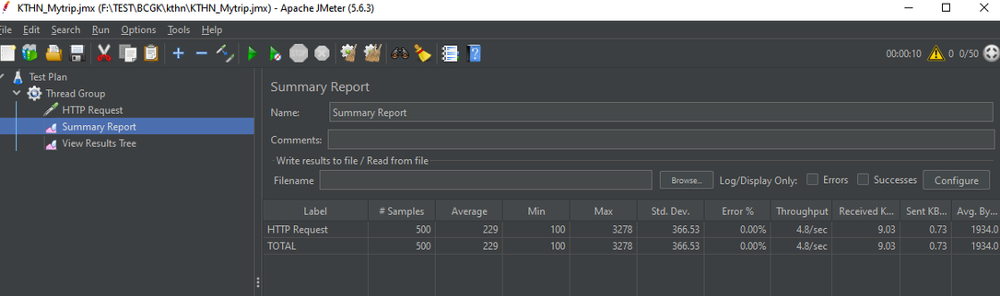 KTHN_Mytrip.jmx (F:\TEST\BCGK\kthn\KTHN_Mytrip.jmx) - Apache JMeter (5.6.3)
File Edit Search Run Options Tools Help
00:00:10 0 0/50
Test Plan
Thread Group
HTTP Request
Summary Report
View Results Tree
Summary Report
Name: Summary Report
Comments:
Write results to file / Read from file
Filename Browse... Log/Display Only: Errors Successes Configure
Label # Samples Average Min Max Std. Dev. Error % Throughput Received K... Sent KB... Avg. By...
HTTP Request 500 229 100 3278 366.53 0.00% 4.8/sec 9.03 0.73 1934.0
TOTAL 500 229 100 3278 366.53 0.00% 4.8/sec 9.03 0.73 1934.0